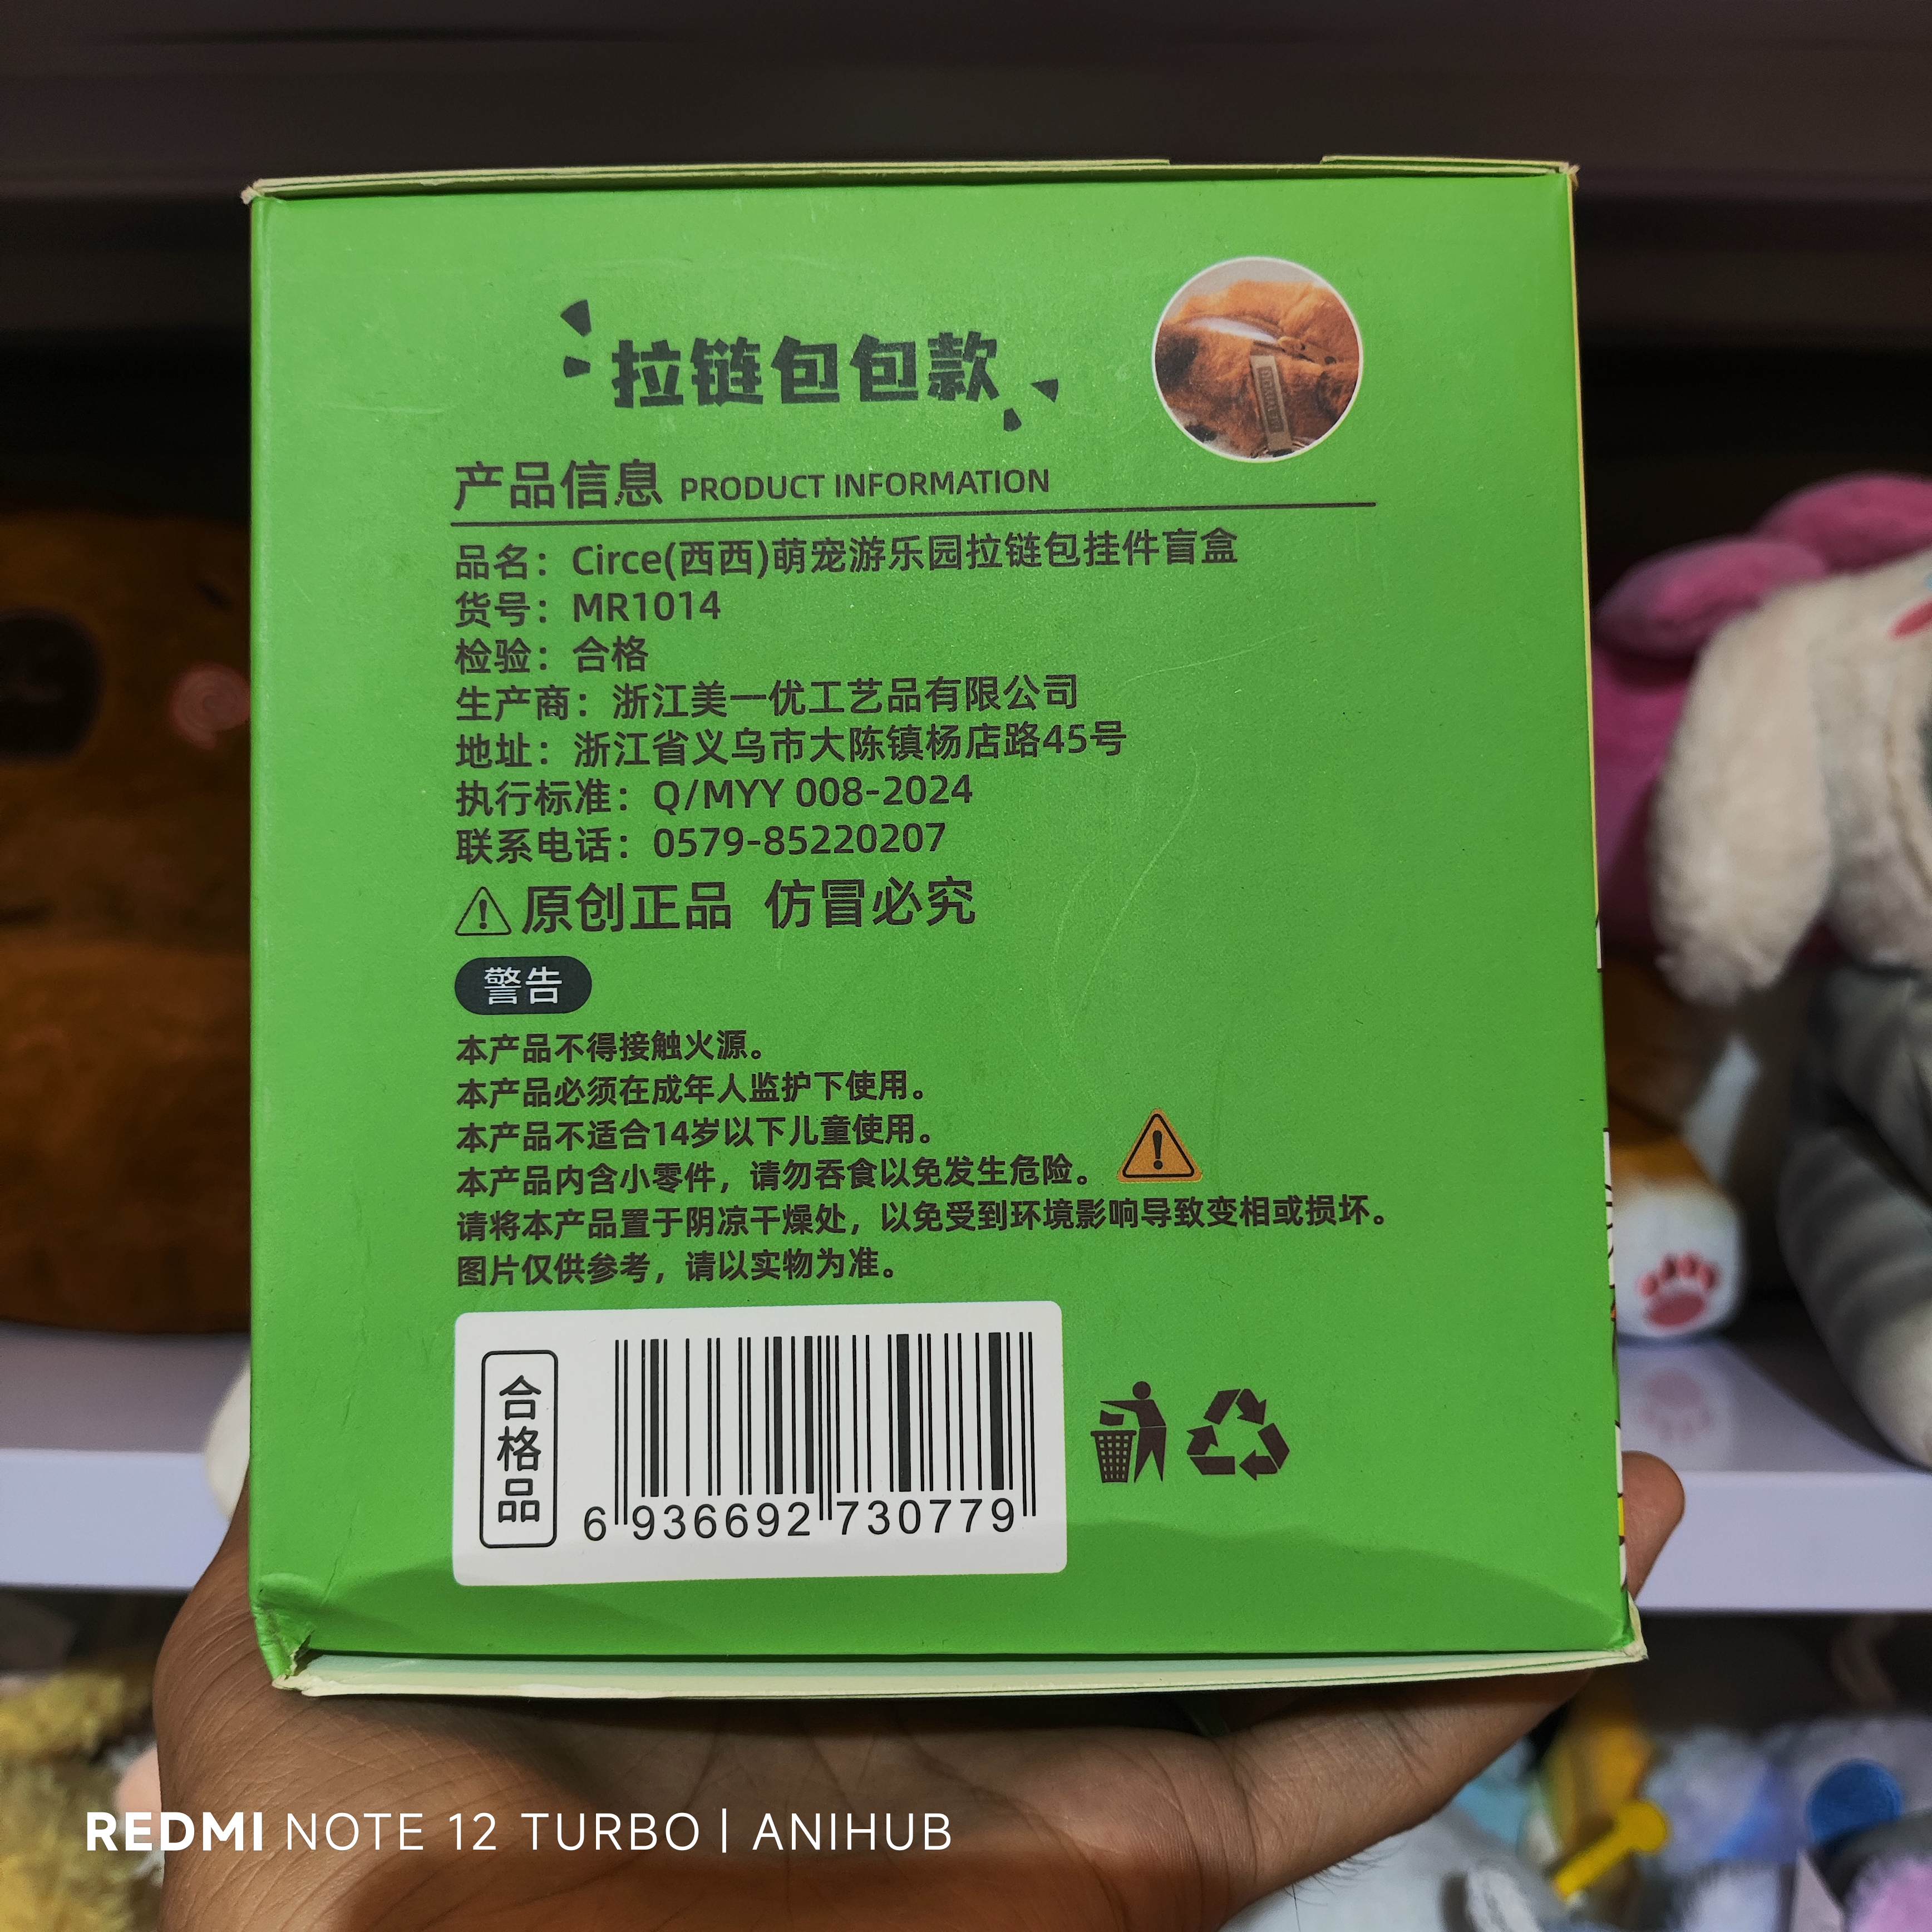 拉链包包款
产品信息 PRODUCT INFORMATION
品名：Circe(西西)萌宠游乐园拉链包挂件盲盒
货号：MR1014
检验：合格
生产商：浙江美一优工艺品有限公司
地址：浙江省义乌市大陈镇杨店路45号
执行标准：Q/MYY 008-2024
联系电话：0579-85220207
原创正品 仿冒必究
警告
本产品不得接触火源。
本产品必须在成年人监护下使用。
本产品不适合14岁以下儿童使用。
本产品内含小零件，请勿吞食以免发生危险。
请将本产品置于阴凉干燥处，以免受到环境影响导致变相或损坏。
图片仅供参考，请以实物为准。
合格品
6 936692 730779
REDMI NOTE 12 TURBO | ANIHUB